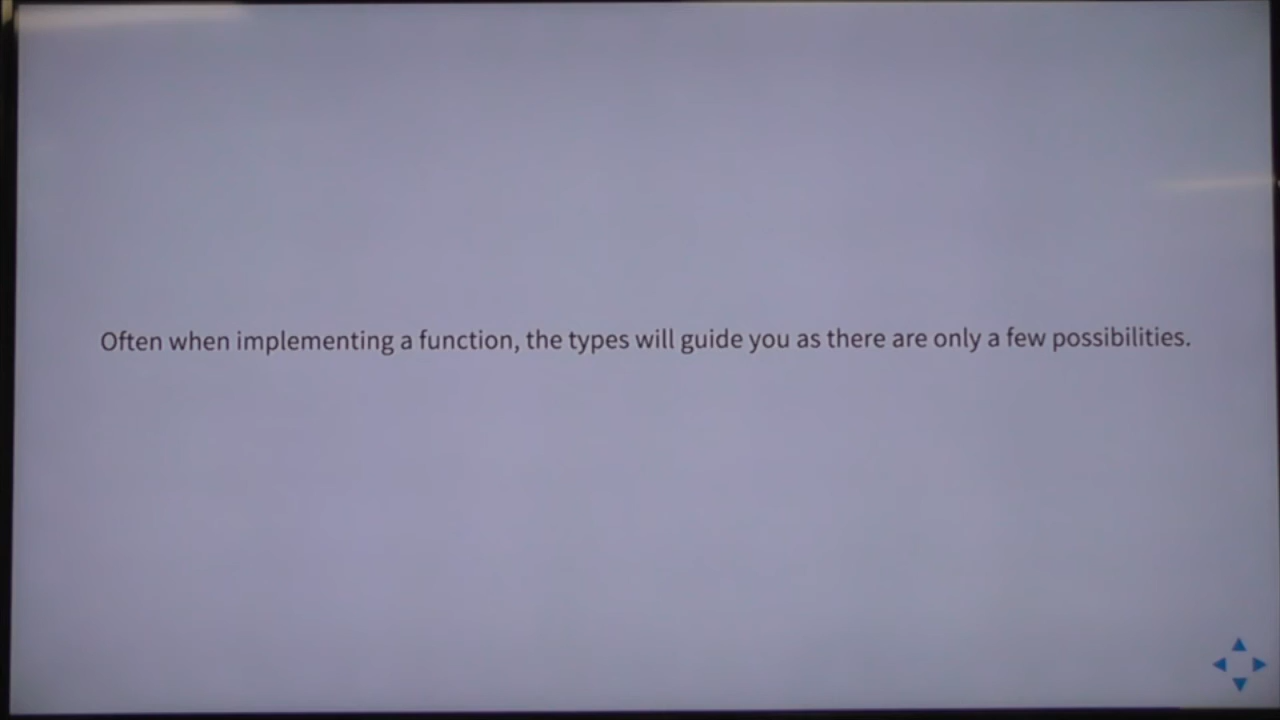 Often when implementing a function, the types will guide you as there are only a few possibilities.